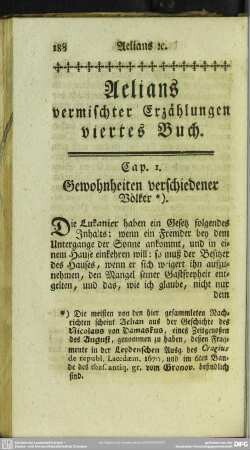 188 Aelians ꝛc.
Aelians
vermischter Erzählungen
viertes Buch.
Cap. 1.
Gewohnheiten verschiedener
Völker *).
Die Lukanier haben ein Gesetz folgendes
Inhalts: wenn ein Fremder bey dem
Untergange der Sonne ankommt, und in ei-
nem Hause einkehren will: so muß der Besitzer
des Hauses, wenn er sich weigert ihn aufzu-
nehmen, den Mangel seiner Gastfreyheit ent-
gelten, und das, wie ich glaube, nicht nur
dem
*) Die meisten von den hier gesammleten Nach-
richten scheint Aelian aus der Geschichte des
Nicolaus von Damaskus, eines Zeitgenossen
des August, genommen zu haben, dessen Frag-
mente in der Leydenschen Ausg. des Cragius
de republ. Lacedæm. 1670, und im 6ten Ban-
de des thes. antiq. gr. von Gronov. befindlich
sind.